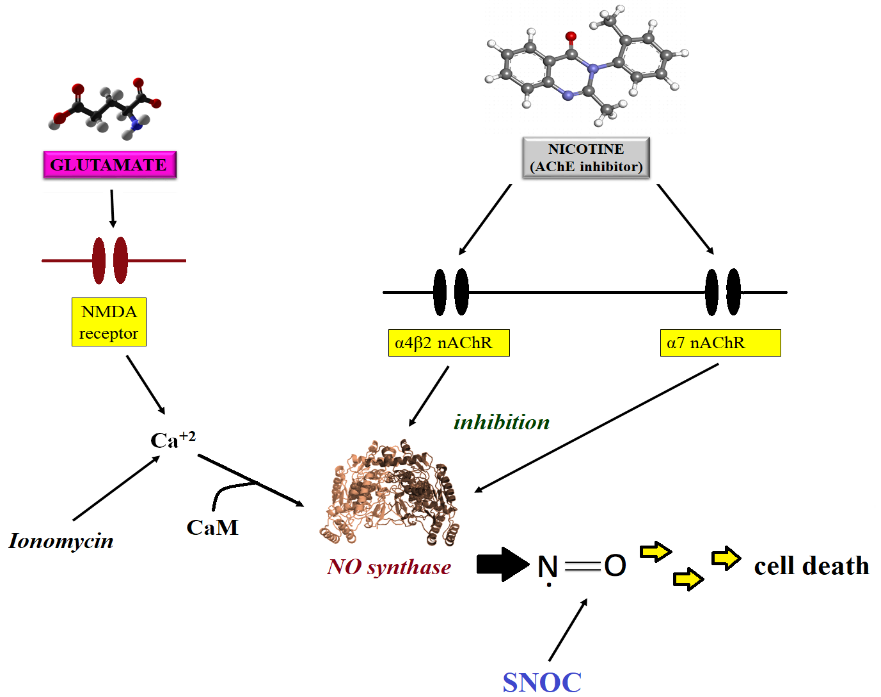 GLUTAMATE
NICOTINE
(AChE inhibitor)
NMDA
receptor
α4β2 nAChR
α7 nAChR
inhibition
Ca+2
Ionomycin
CaM
NO synthase
N O
cell death
SNOC